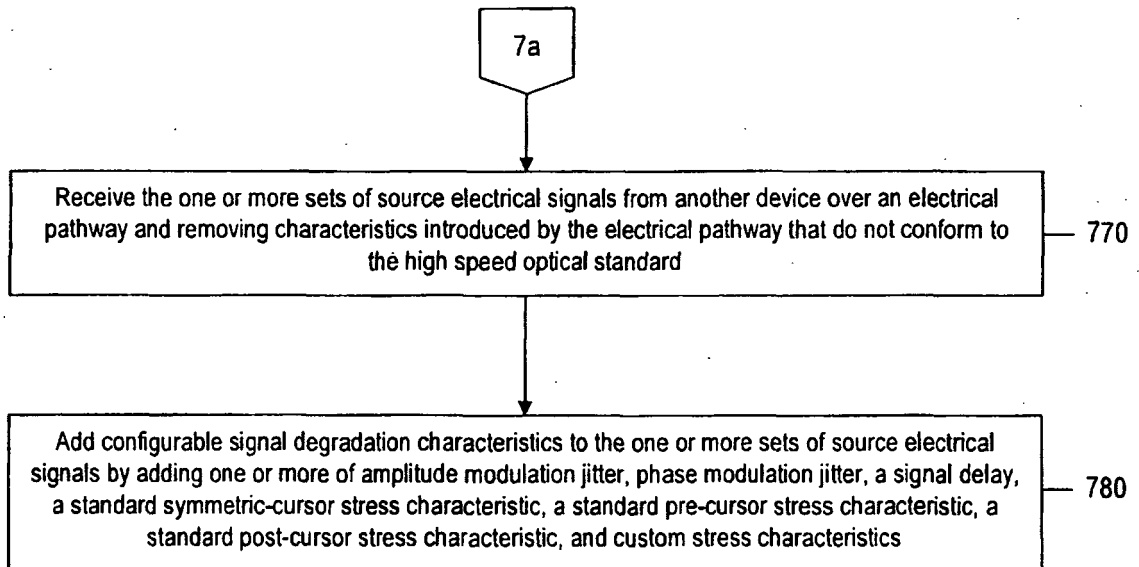 7a
Receive the one or more sets of source electrical signals from another device over an electrical
pathway and removing characteristics introduced by the electrical pathway that do not conform to
the high speed optical standard
770
Add configurable signal degradation characteristics to the one or more sets of source electrical
signals by adding one or more of amplitude modulation jitter, phase modulation jitter, a signal delay,
a standard symmetric-cursor stress characteristic, a standard pre-cursor stress characteristic, a
standard post-cursor stress characteristic, and custom stress characteristics
780